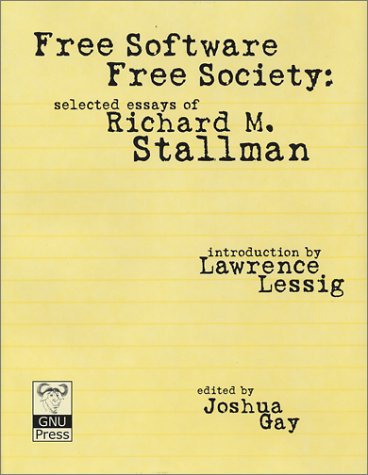 Free Software
Free Society:
selected essays of
Richard M.
Stallman
introduction by
Lawrence
Lessig
edited by
Joshua
Gay
GNU
Press